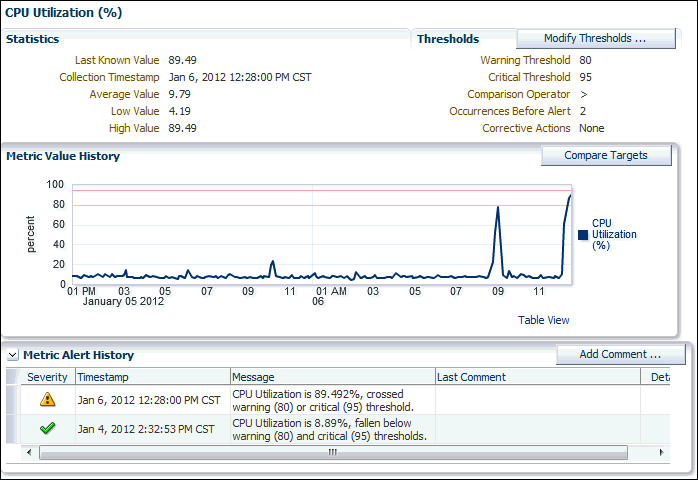 CPU Utilization (%)
Statistics
Last Known Value 89.49
Collection Timestamp Jan 6, 2012 12:28:00 PM CST
Average Value 9.79
Low Value 4.19
High Value 89.49
Thresholds
Modify Thresholds ...
Warning Threshold 80
Critical Threshold 95
Comparison Operator >
Occurrences Before Alert 2
Corrective Actions None
Metric Value History
Compare Targets
percent
100
80
60
40
20
0
01 PM 03 05 07 09 11 01 AM 03 05 07 09 11
January 05 2012 06
CPU
Utilization
(%)
Table View
Metric Alert History
Add Comment ...
Severity Timestamp Message Last Comment Deta
Jan 6, 2012 12:28:00 PM CST
CPU Utilization is 89.492%, crossed
warning (80) or critical (95) threshold.
Jan 4, 2012 2:32:53 PM CST
CPU Utilization is 8.89%, fallen below
warning (80) and critical (95) thresholds.